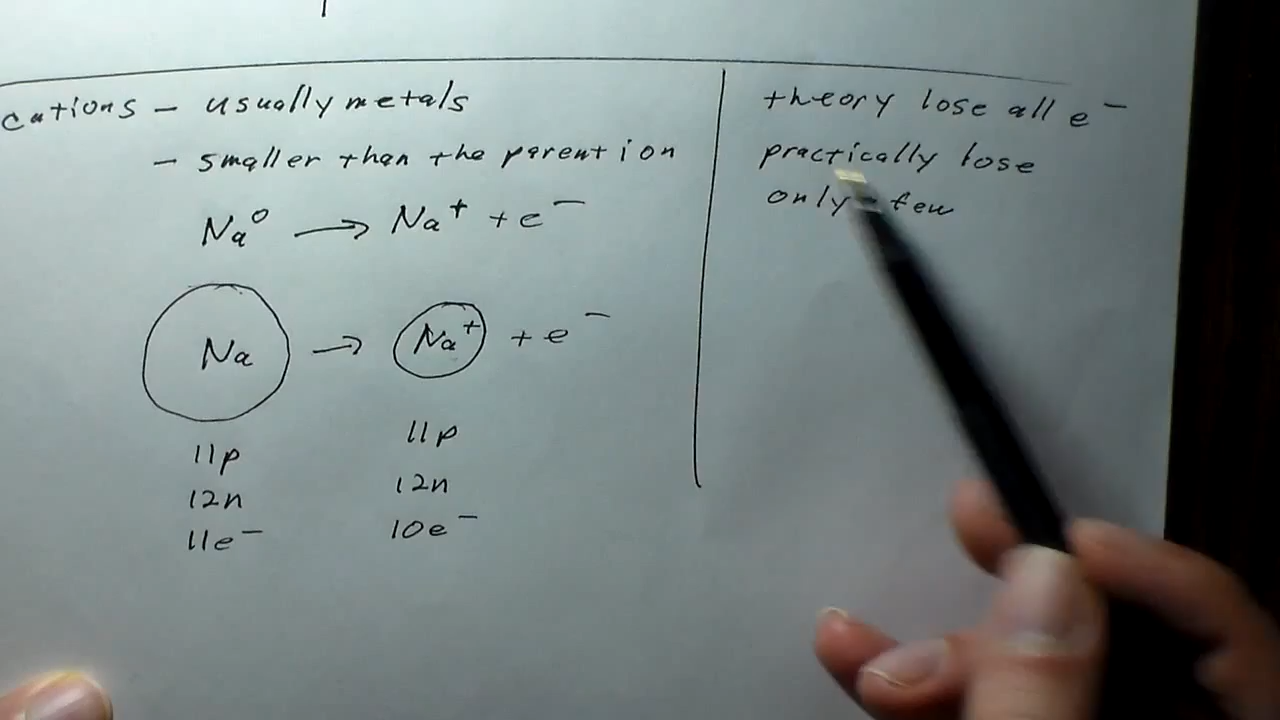 cations - usually metals
- smaller than the parent ion
Na⁰ → Na⁺ + e⁻
Na → Na⁺ + e⁻
11p
12n
11e⁻
11p
12n
10e⁻
theory lose all e⁻
practically lose
only few